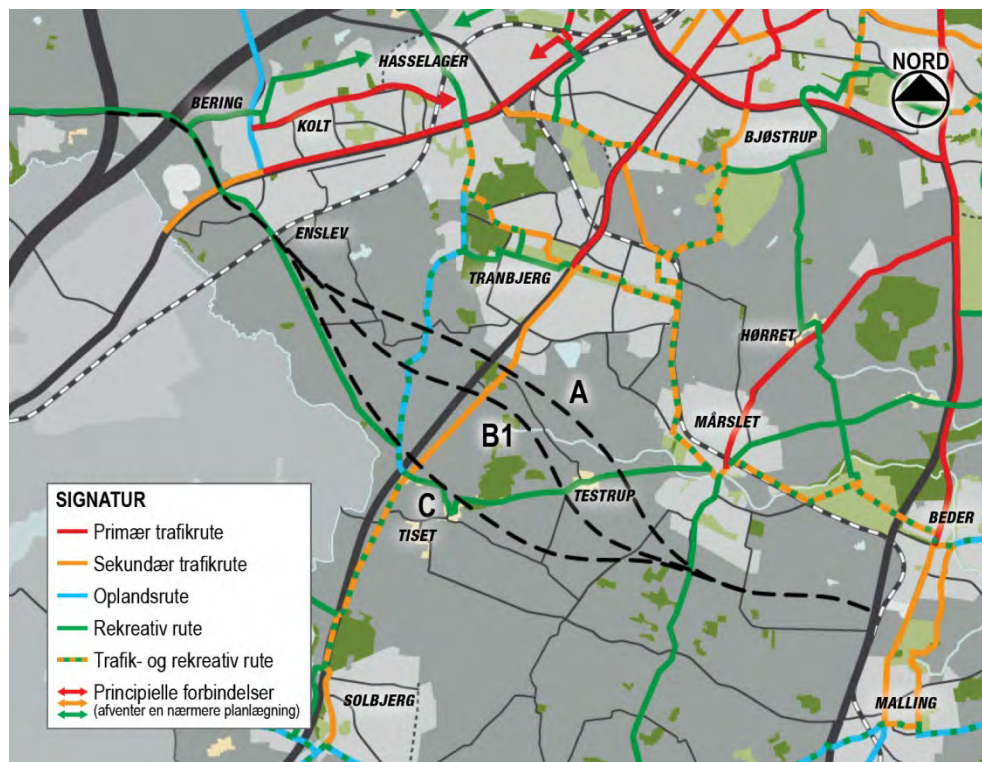 HASSELAGER
NORD
BERING
KOLT
BJØSTRUP
ENSLEV
TRANBJERG
HØRRET
A
MÅRSLET
B1
SIGNATUR
Primær trafikrute
Sekundær trafikrute
Oplandsrute
Rekreativ rute
Trafik- og rekreativ rute
Principielle forbindelser
(afventer en nærmere planlægning)
C
TESTRUP
TISET
BEDER
SOLBJERG
MALLING